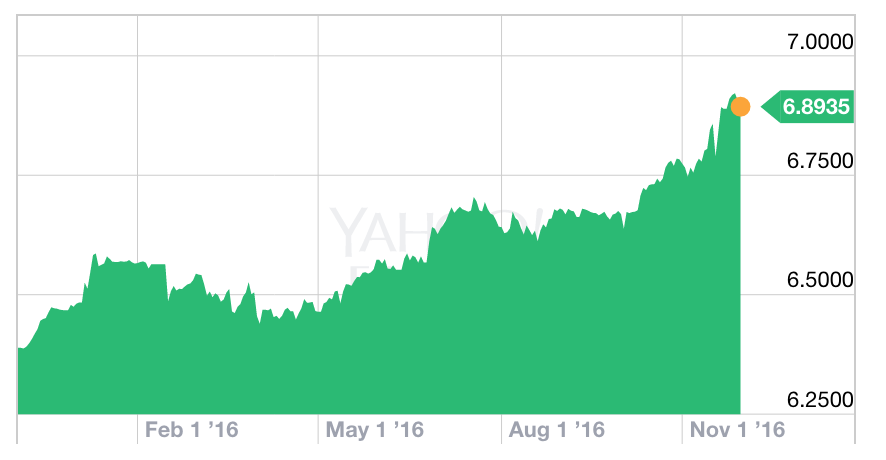 7.0000
6.8935
6.7500
YAHOO!
6.5000
6.2500
Feb 1 ’16
May 1 ’16
Aug 1 ’16
Nov 1 ’16